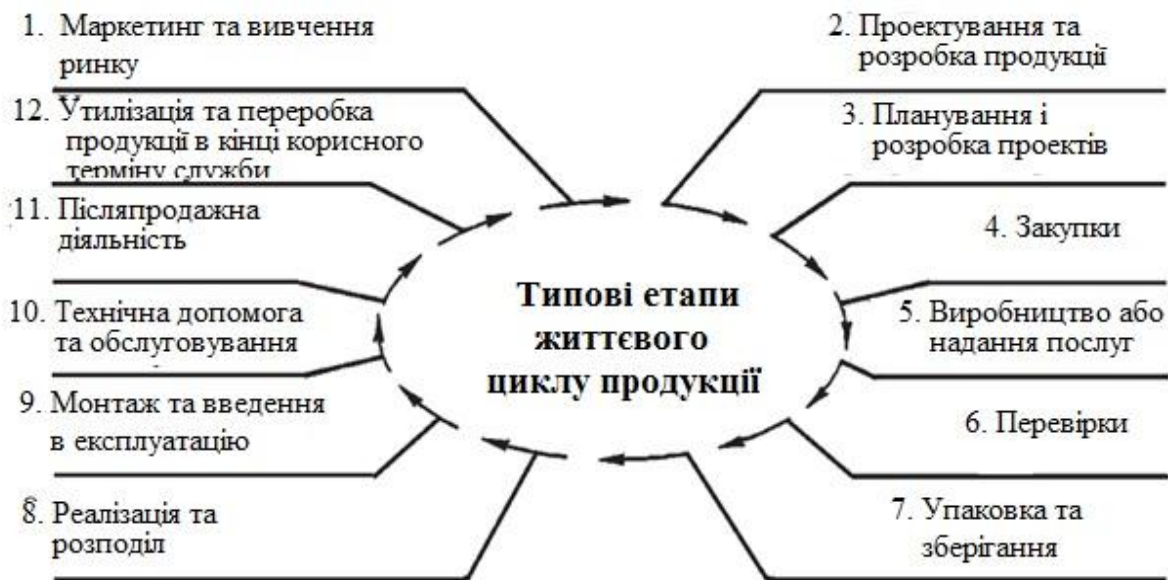 1. Маркетинг та вивчення
ринку
2. Проектування та
розробка продукції
3. Планування і
розробка проектів
4. Закупки
5. Виробництво або
надання послуг
6. Перевірки
7. Упаковка та
зберігання
8. Реалізація та
розподіл
9. Монтаж та введення
в експлуатацію
10. Технічна допомога
та обслуговування
11. Післяпродажна
діяльність
12. Утилізація та переробка
продукції в кінці корисного
терміну служби
Типові етапи
життєвого
циклу продукції